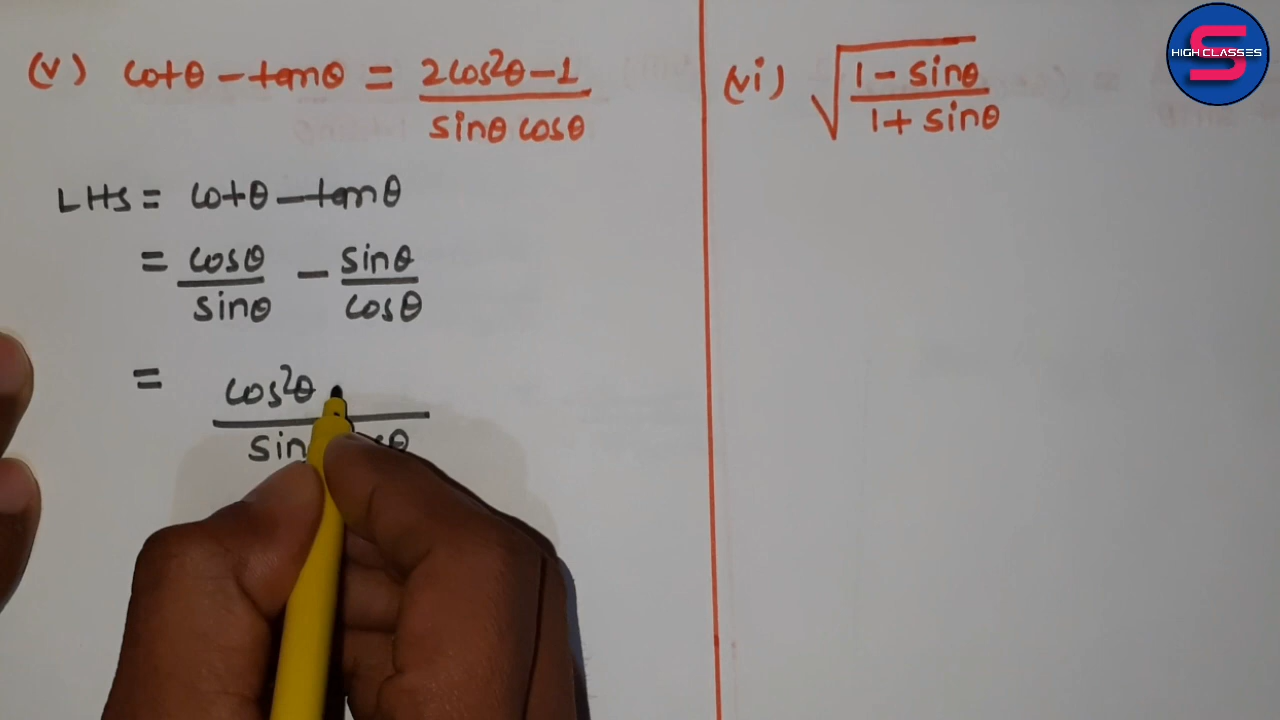 (v) cotθ - tanθ = 2cos²θ - 1 / sinθ cosθ
LHS = cotθ - tanθ
= cosθ / sinθ - sinθ / cosθ
= cos²θ / sin
(vi) √(1 - sinθ / 1 + sinθ)
S
HIGH CLASSES